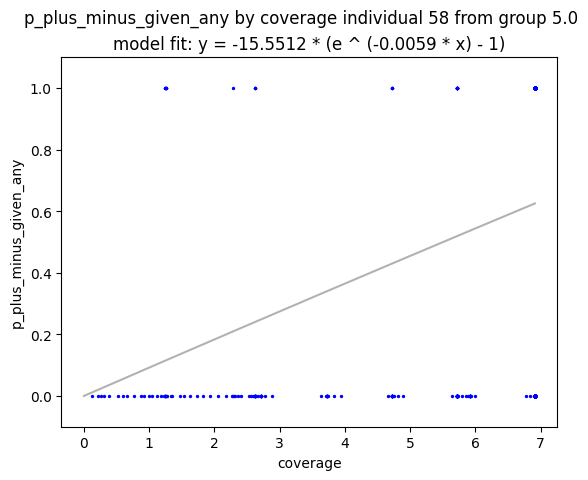 p_plus_minus_given_any by coverage individual 58 from group 5.0
model fit: y = -15.5512 * (e ^ (-0.0059 * x) - 1)
p_plus_minus_given_any
1.0
0.8
0.6
0.4
0.2
0.0
0 1 2 3 4 5 6 7
coverage